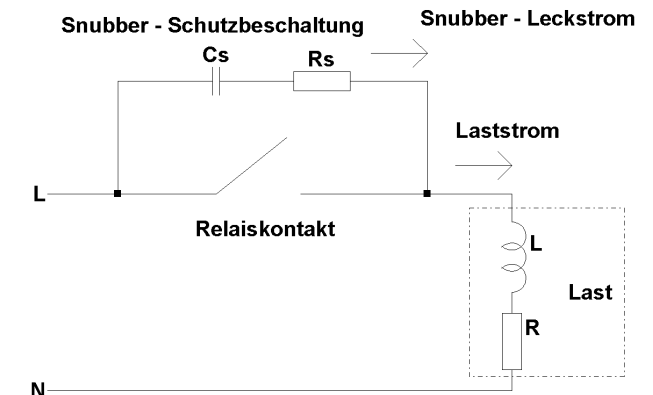 Snubber - Schutzbeschaltung
Snubber - Leckstrom
Cs
Rs
Laststrom
L
Relaiskontakt
L
Last
R
N